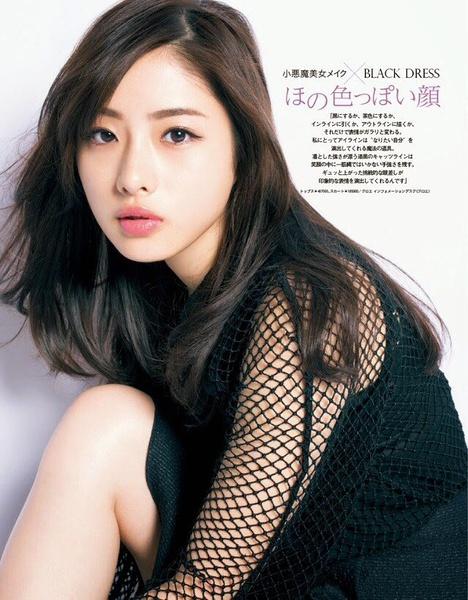 小悪魔美女メイク×BLACK DRESS
ほの色っぽい顔
「黒にするか、茶色にするか、
インラインに引くか、アウトラインに描くか、
それだけで表情がガラリと変わる。
私にとってアイラインは“なりたい自分”を
演出してくれる魔法の道具。
凛とした強さが漂う漆黒のキャッツラインは
笑顔の中に一筋縄ではいかない手強さを残す。
ギュッと上がった挑戦的な眼差しが
印象的な表情を演出してくれるんです」